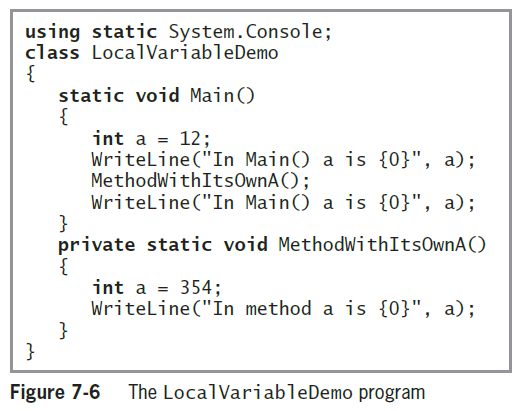 using static System.Console;
class LocalVariableDemo
{
   static void Main()
   {
      int a = 12;
      WriteLine("In Main() a is {0}", a);
      MethodWithItsOwnA();
      WriteLine("In Main() a is {0}", a);
   }
   private static void MethodWithItsOwnA()
   {
      int a = 354;
      WriteLine("In method a is {0}", a);
   }
}
Figure 7-6 The LocalVariableDemo program